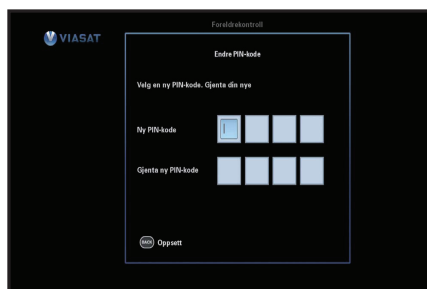 Foreldrekontroll
VIASAT
Endre PIN-kode
Velg en ny PIN-kode. Gjenta din nye
Ny PIN-kode
Gjenta ny PIN-kode
BACK Oppsett